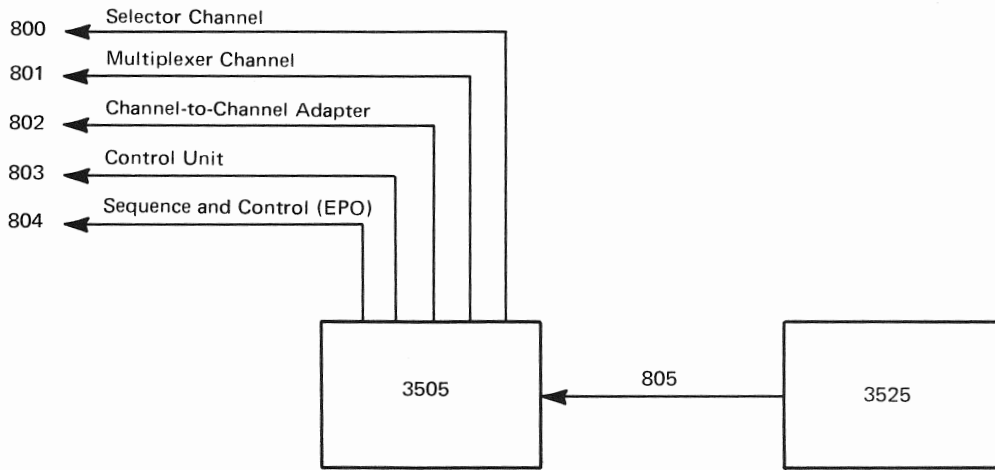 Selector Channel
800
Multiplexer Channel
801
Channel-to-Channel Adapter
802
Control Unit
803
Sequence and Control (EPO)
804
805
3505
3525